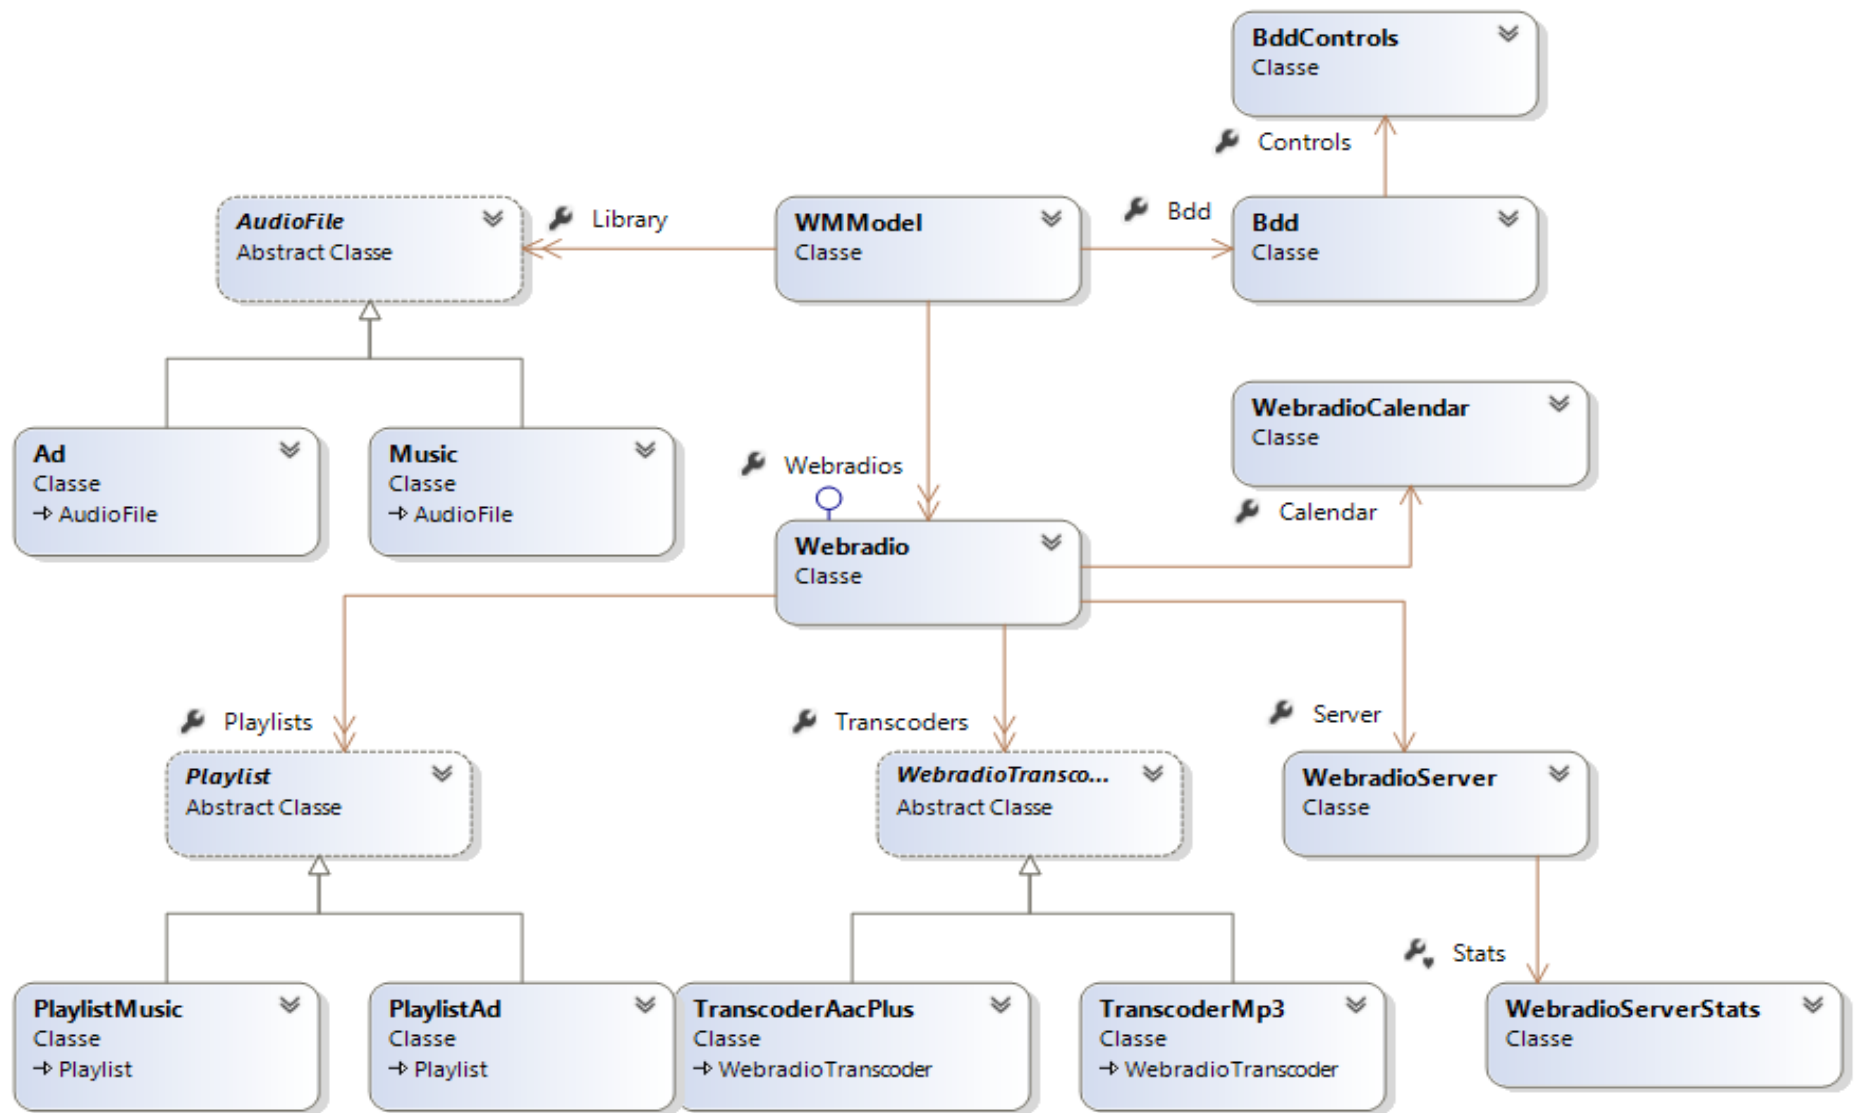 BddControls
Classe
Controls
AudioFile
Abstract Classe
Library
WMModel
Classe
Bdd
Bdd
Classe
WebradioCalendar
Classe
Calendar
Ad
Classe
AudioFile
Music
Classe
AudioFile
Webradios
Webradio
Classe
Playlists
Transcoders
Server
Playlist
Abstract Classe
WebradioTransco...
Abstract Classe
WebradioServer
Classe
Stats
PlaylistMusic
Classe
Playlist
PlaylistAd
Classe
Playlist
TranscoderAacPlus
Classe
WebradioTranscoder
TranscoderMp3
Classe
WebradioTranscoder
WebradioServerStats
Classe